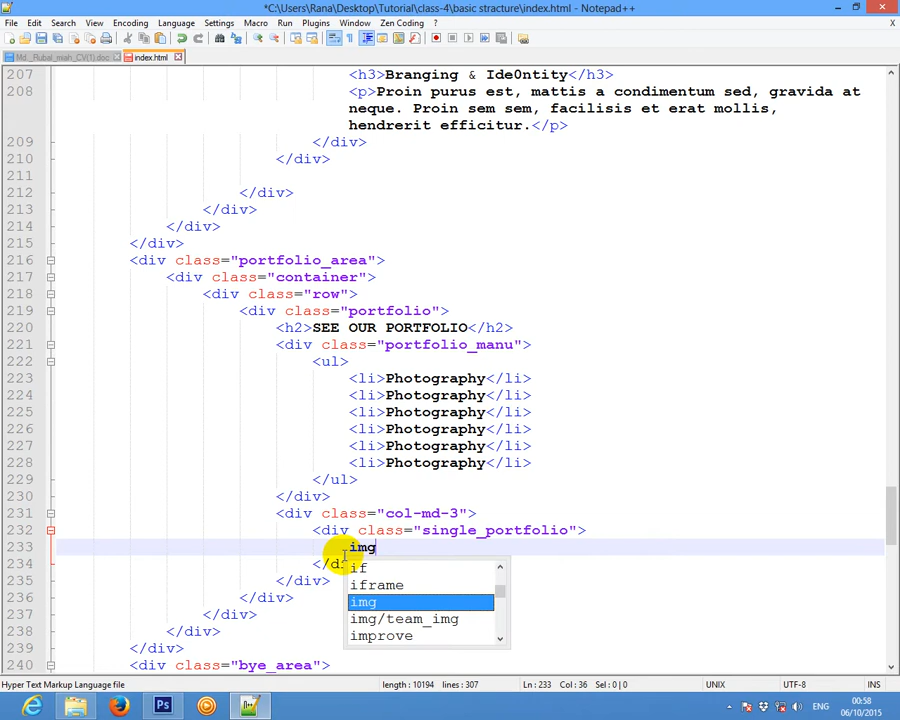 *C:\Users\Rana\Desktop\Tutorial\class-4\basic stracture\index.html - Notepad++
File Edit Search View Encoding Language Settings Macro Run Plugins Window Zen Coding ?
X
Md._Rubal_miah_CV(1).doc index.html
207 <h3>Branging & Ide0ntity</h3>
208 <p>Proin purus est, mattis a condimentum sed, gravida at
neque. Proin sem sem, facilisis et erat mollis,
hendrerit efficitur.</p>
209 </div>
210 </div>
211
212 </div>
213 </div>
214 </div>
215 </div>
216 <div class="portfolio_area">
217 <div class="container">
218 <div class="row">
219 <div class="portfolio">
220 <h2>SEE OUR PORTFOLIO</h2>
221 <div class="portfolio_manu">
222 <ul>
223 <li>Photography</li>
224 <li>Photography</li>
225 <li>Photography</li>
226 <li>Photography</li>
227 <li>Photography</li>
228 <li>Photography</li>
229 </ul>
230 </div>
231 <div class="col-md-3">
232 <div class="single_portfolio">
233 img
234 </di
if
235 </div>
iframe
236 </div>
img
237 </div>
img/team_img
238 </div>
improve
239 </div>
240 <div class="bye_area">
Hyper Text Markup Language file length : 10194 lines : 307 Ln : 233 Col : 36 Sel : 0 | 0 UNIX UTF-8 INS
Ps ENG 00:58
06/10/2015